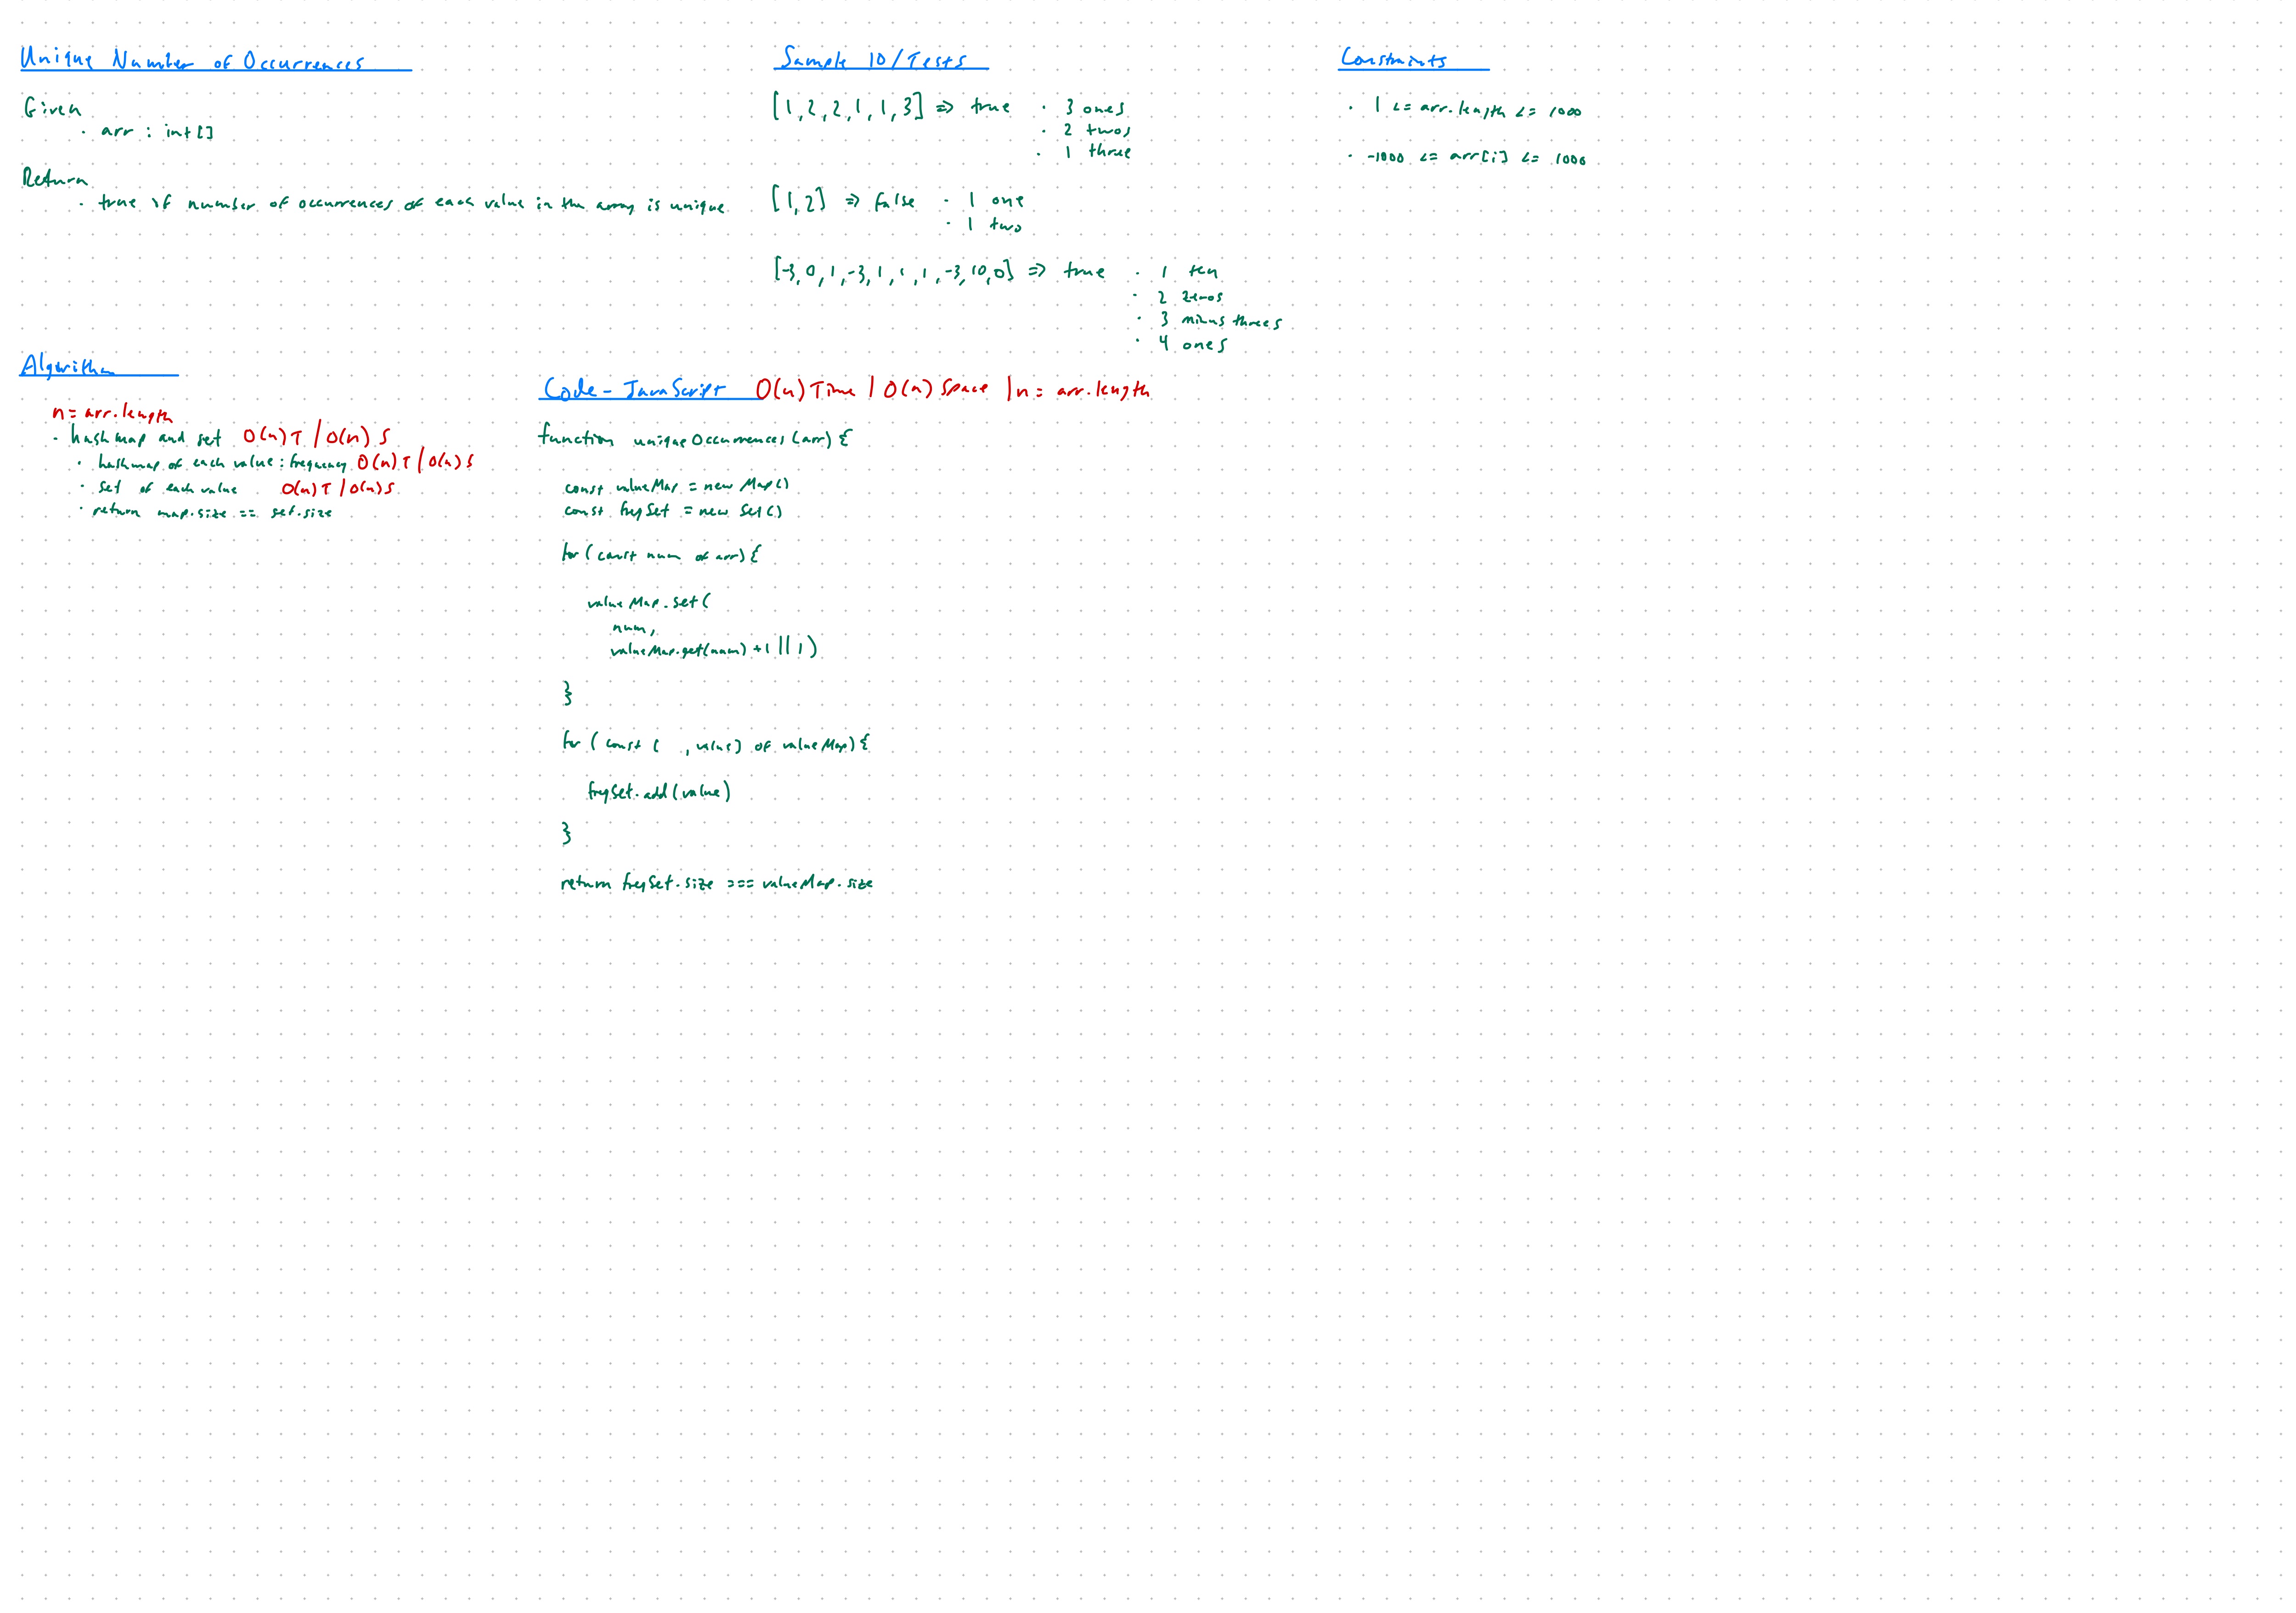 Unique Number of Occurrences
Given
· arr : int[]
Return
· true if number of occurrences of each value in the array is unique
Sample IO/Tests
[1,2,2,1,1,3] => true · 3 ones
· 2 twos
· 1 three
[1,2] => false · 1 one
· 1 two
[-3,0,1,-3,1,1,1,-3,10,0] => true · 1 ten
· 2 zeros
· 3 minus threes
· 4 ones
Constraints
· 1 <= arr.length <= 1000
· -1000 <= arr[i] <= 1000
Algorithm
n = arr.length
· hashmap and set O(n) T / O(n) S
· hashmap of each value : frequency O(n) T / O(n) S
· set of each value O(n) T / O(n) S
· return map.size == set.size
Code - JavaScript O(n) Time | O(n) Space | n = arr.length
function uniqueOccurrences (arr) {
const valueMap = new Map()
const freqSet = new Set()
for (const num of arr) {
valueMap.set(
num,
valueMap.get(num) +1 || 1)
}
for (const [ , value] of valueMap) {
freqSet.add(value)
}
return freqSet.size === valueMap.size